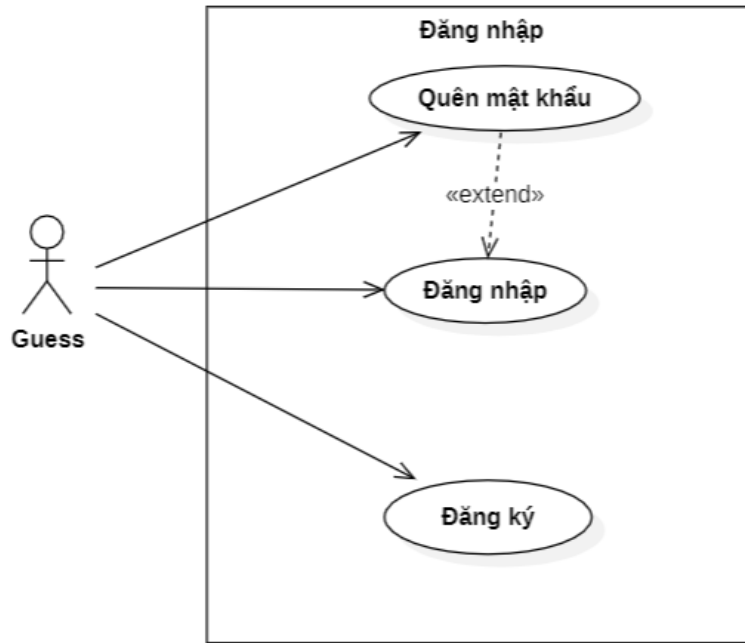 Đăng nhập
Quên mật khẩu
«extend»
Đăng nhập
Guess
Đăng ký